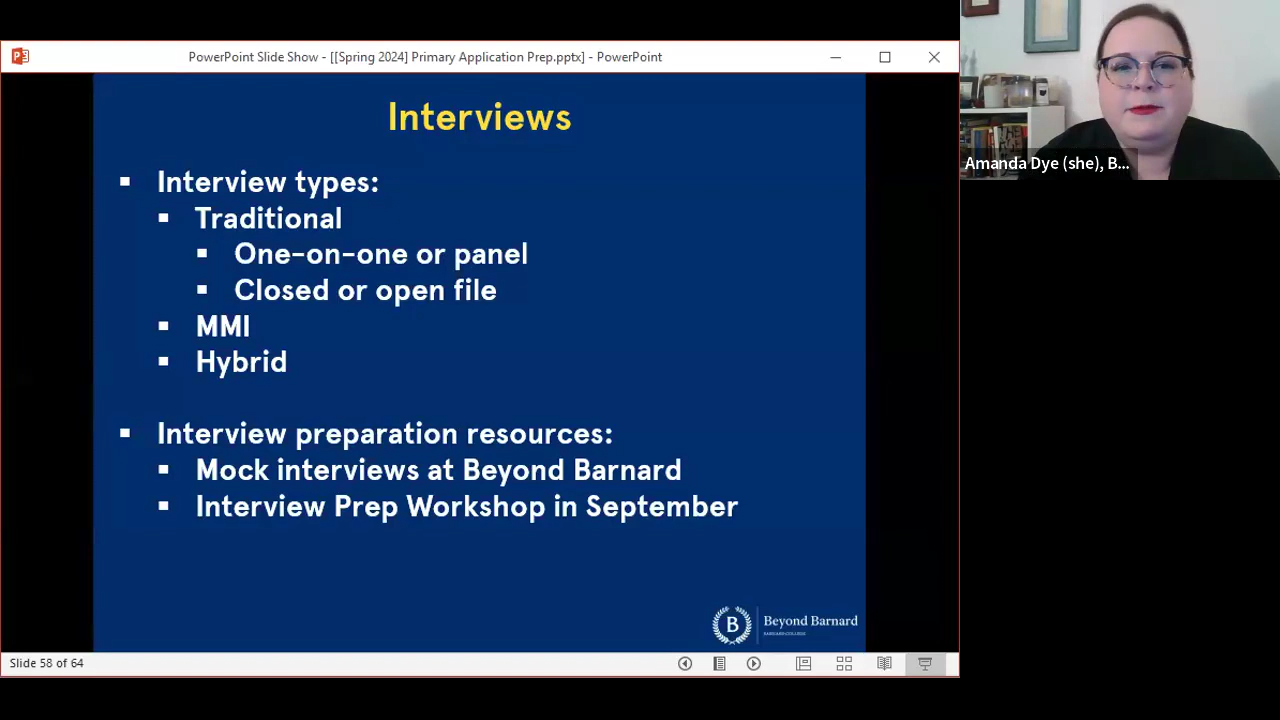 PowerPoint Slide Show - [[Spring 2024] Primary Application Prep.pptx] - PowerPoint
Interviews
Interview types:
Traditional
One-on-one or panel
Closed or open file
MMI
Hybrid
Interview preparation resources:
Mock interviews at Beyond Barnard
Interview Prep Workshop in September
B
Beyond Barnard
BARNARD COLLEGE
Slide 58 of 64
Amanda Dye (she), B...